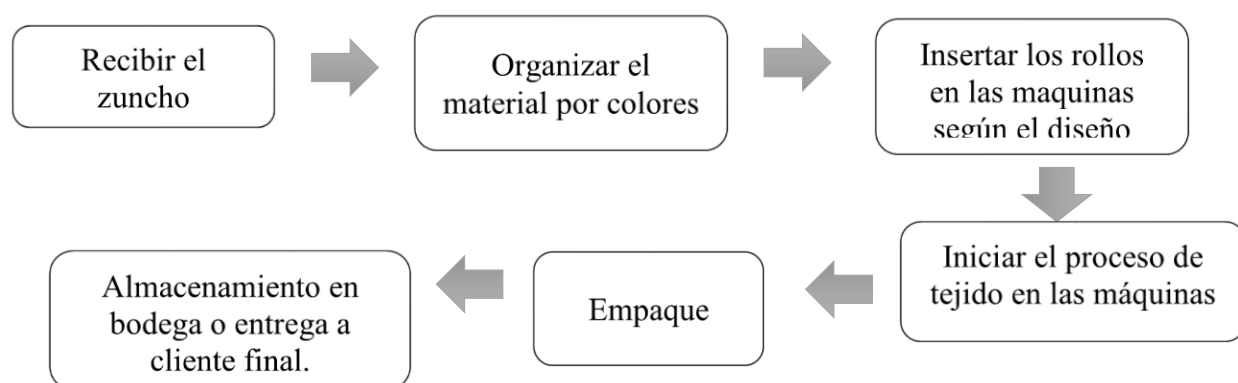 Recibir el
zuncho
Organizar el
material por colores
Insertar los rollos
en las maquinas
según el diseño
Iniciar el proceso de
tejido en las máquinas
Empaque
Almacenamiento en
bodega o entrega a
cliente final.